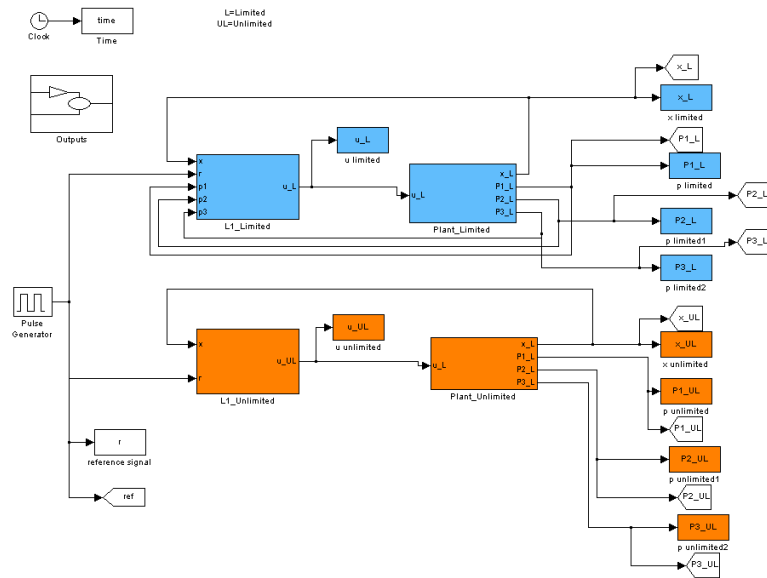 L=Limited
UL=Unlimited
time
Clock
Time
x_L
x_L
x limited
Outputs
u_L
u limited
P1_L
P1_L
p limited
x
r
p1
p2
p3
u_L
L1_Limited
u_L
x_L
P1_L
P2_L
P3_L
Plant_Limited
P2_L
P2_L
p limited1
P3_L
P3_L
p limited2
Pulse
Generator
u_UL
u unlimited
x_UL
x_UL
x unlimited
x
r
u_UL
L1_Unlimited
u_L
x_L
P1_L
P2_L
P3_L
Plant_Unlimited
P1_UL
p unlimited
P1_UL
r
reference signal
P2_UL
p unlimited1
ref
P2_UL
P3_UL
p unlimited2
P3_UL